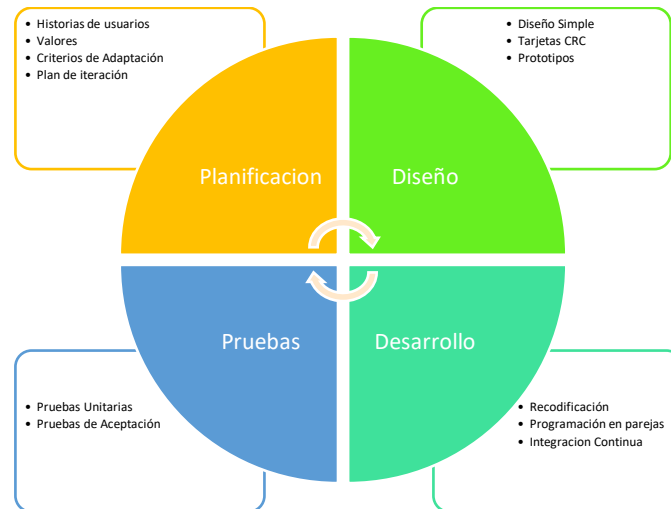 • Historias de usuarios
• Valores
• Criterios de Adaptación
• Plan de iteración
• Diseño Simple
• Tarjetas CRC
• Prototipos
Planificacion
Diseño
Pruebas
Desarrollo
• Pruebas Unitarias
• Pruebas de Aceptación
• Recodificación
• Programación en parejas
• Integracion Continua